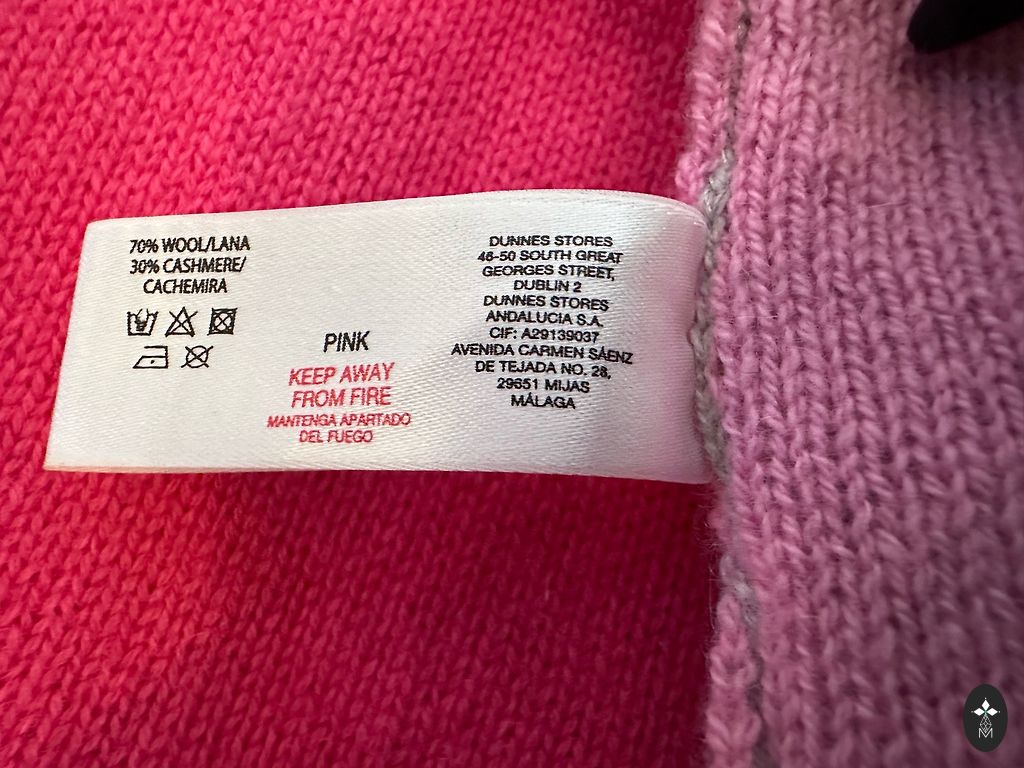 70% WOOL/LANA
30% CASHMERE/
CACHEMIRA
PINK
KEEP AWAY
FROM FIRE
MANTENGA APARTADO
DEL FUEGO
DUNNES STORES
46-50 SOUTH GREAT
GEORGES STREET,
DUBLIN 2
DUNNES STORES
ANDALUCIA S.A.
CIF: A29139037
AVENIDA CARMEN SÁENZ
DE TEJADA NO. 28,
29651 MIJAS
MÁLAGA
M